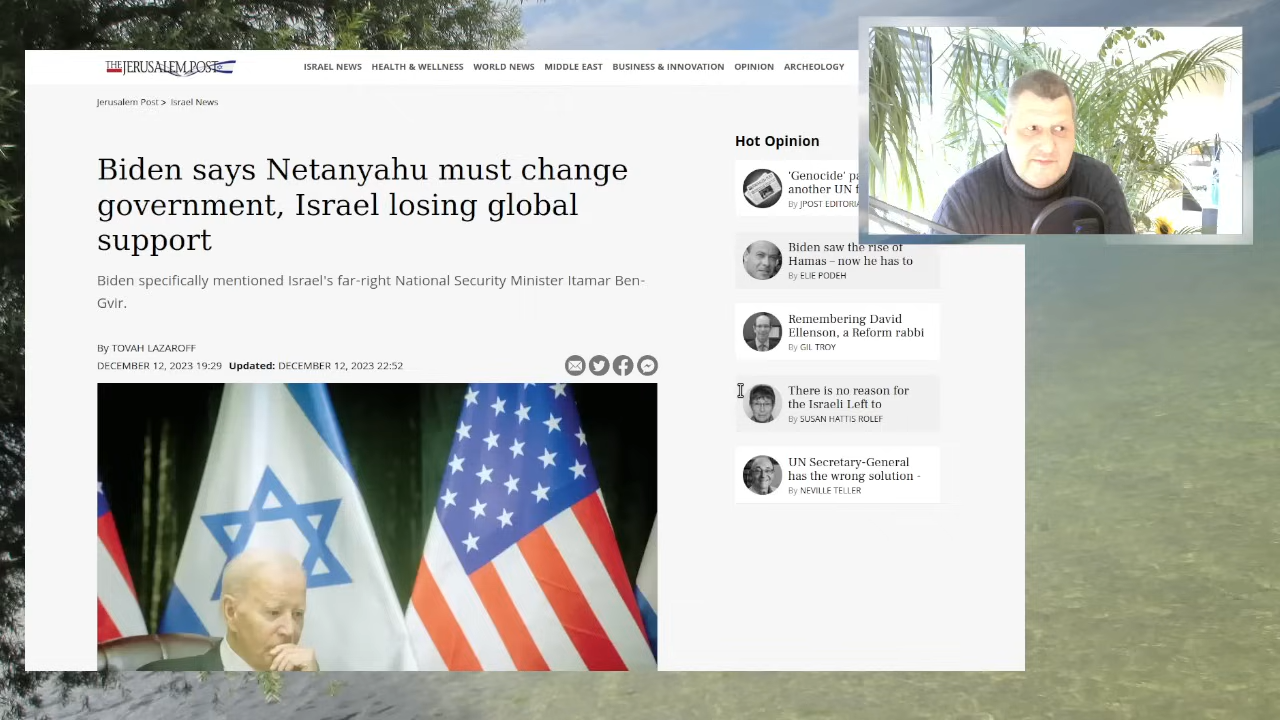 THE JERUSALEM POST
ISRAEL NEWS HEALTH & WELLNESS WORLD NEWS MIDDLE EAST BUSINESS & INNOVATION OPINION ARCHEOLOGY
Jerusalem Post > Israel News
Biden says Netanyahu must change
government, Israel losing global
support
Biden specifically mentioned Israel's far-right National Security Minister Itamar Ben-
Gvir.
By TOVAH LAZAROFF
DECEMBER 12, 2023 19:29 Updated: DECEMBER 12, 2023 22:52
Hot Opinion
'Genocide'
another UN
By JPOST
Biden saw the rise of
Hamas – now he has to
By ELIE PODEH
Remembering David
Ellenson, a Reform rabbi
By GIL TROY
There is no reason for
the Israeli Left to
By SUSAN HATTIS ROLEF
UN Secretary-General
has the wrong solution -
By NEVILLE TELLER